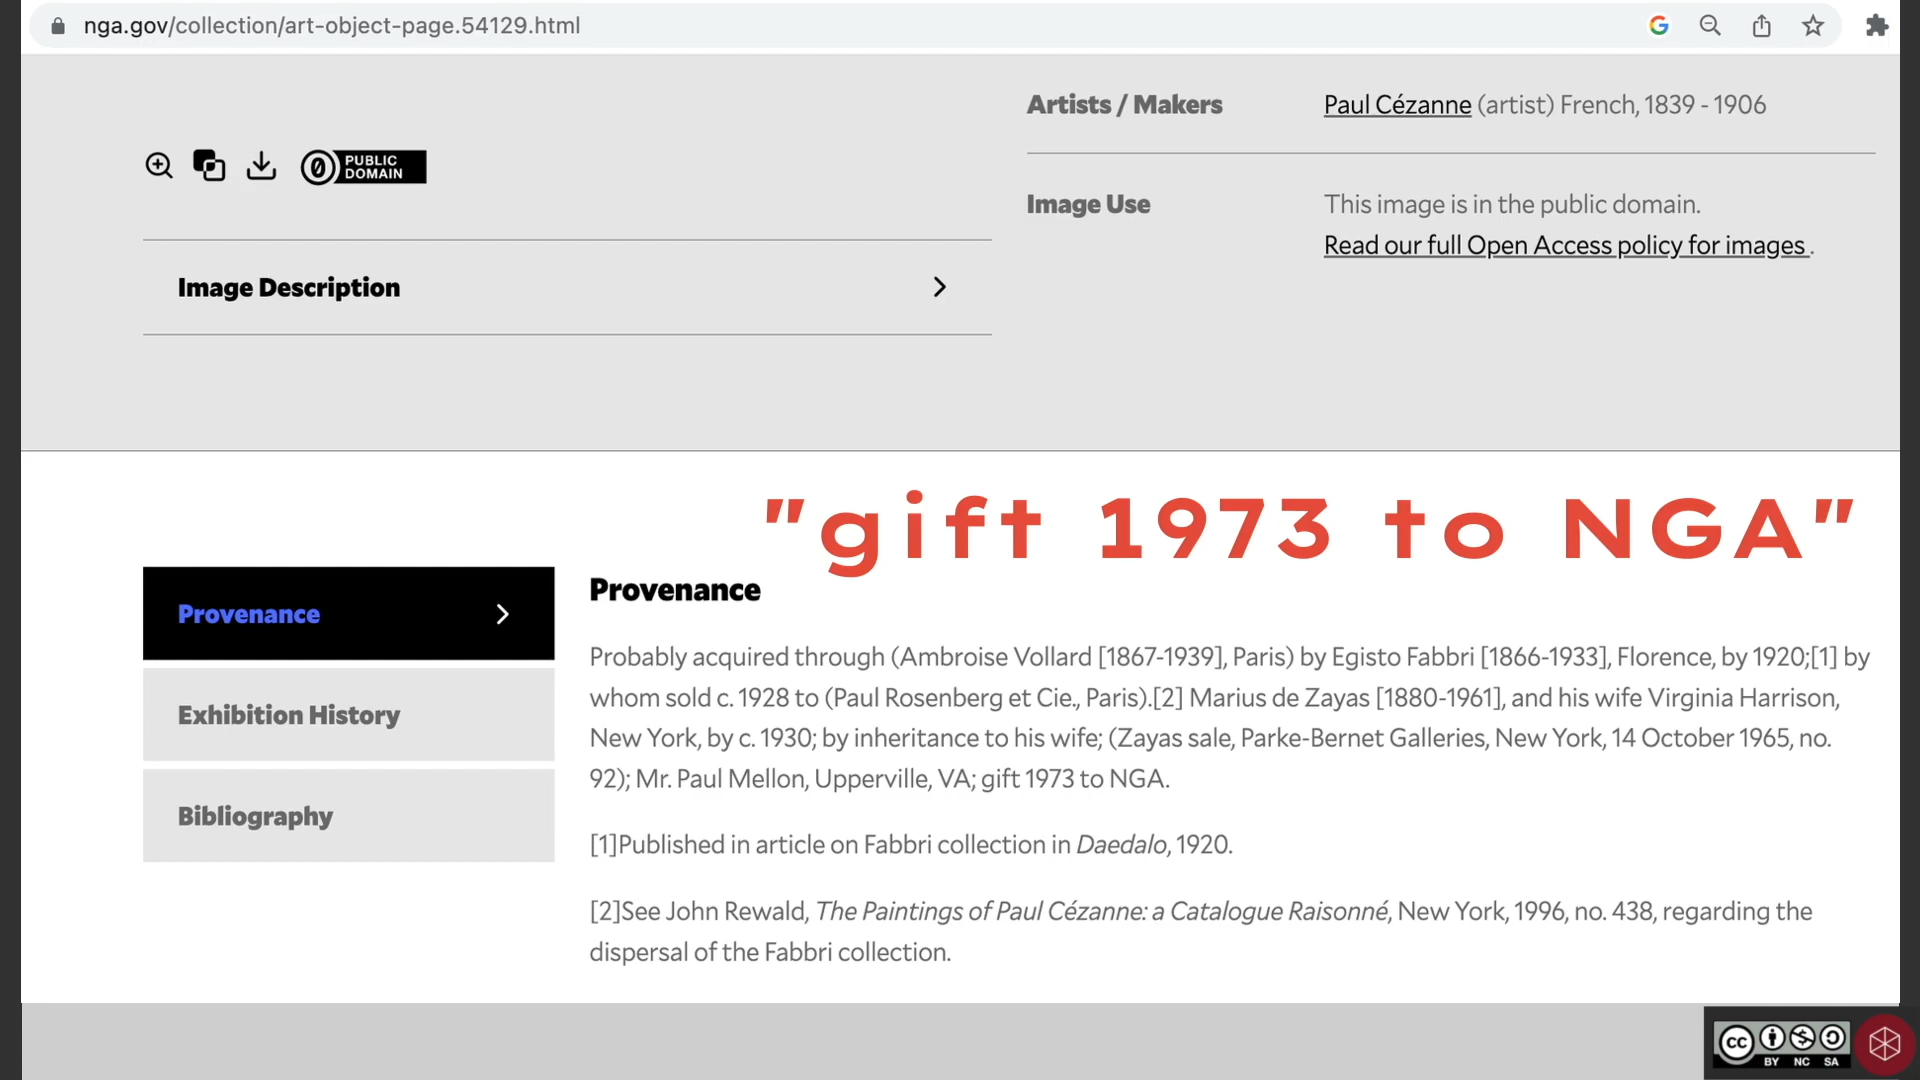 nga.gov/collection/art-object-page.54129.html
Artists / Makers
Paul Cézanne (artist) French, 1839 - 1906
PUBLIC
DOMAIN
Image Use
This image is in the public domain.
Read our full Open Access policy for images .
Image Description
"gift 1973 to NGA"
Provenance
Exhibition History
Bibliography
Provenance
Probably acquired through (Ambroise Vollard [1867-1939], Paris) by Egisto Fabbri [1866-1933], Florence, by 1920;[1] by
whom sold c. 1928 to (Paul Rosenberg et Cie., Paris).[2] Marius de Zayas [1880-1961], and his wife Virginia Harrison,
New York, by c. 1930; by inheritance to his wife; (Zayas sale, Parke-Bernet Galleries, New York, 14 October 1965, no.
92); Mr. Paul Mellon, Upperville, VA; gift 1973 to NGA.
[1]Published in article on Fabbri collection in Daedalo, 1920.
[2]See John Rewald, The Paintings of Paul Cézanne: a Catalogue Raisonné, New York, 1996, no. 438, regarding the
dispersal of the Fabbri collection.
cc
BY NC SA